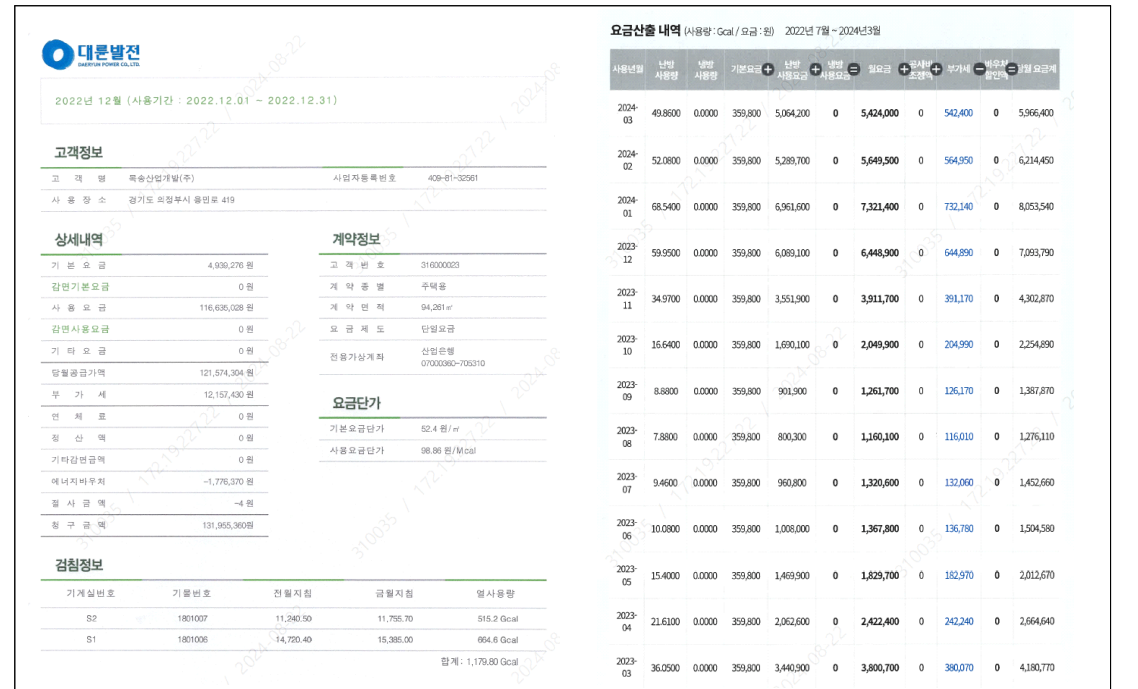 대륜발전
DAERYUN POWER CO., LTD.
2022년 12월 (사용기간 : 2022.12.01 ~ 2022.12.31)
고객정보
고 객 명 목송산업개발(주) 사업자등록번호 409-81-32561
사 용 장 소 경기도 의정부시 용민로 419
상세내역
기 본 요 금 4,939,276 원
감면기본요금 0 원
사 용 요 금 116,635,028 원
감면사용요금 0 원
기 타 요 금 0 원
당월공급가액 121,574,304 원
부 가 세 12,157,430 원
연 체 료 0 원
정 산 액 0 원
기타감면금액 0 원
에너지바우처 -1,776,370 원
절 사 금 액 -4 원
청 구 금 액 131,955,360원
계약정보
고 객 번 호 316000023
계 약 종 별 주택용
계 약 면 적 94,261㎡
요 금 제 도 단일요금
전용가상계좌 산업은행
07000360-705310
요금단가
기본요금단가 52.4 원/㎡
사용요금단가 98.86 원/Mcal
검침정보
기계실번호 기물번호 전월지침 금월지침 열사용량
S2 1801007 11,240.50 11,755.70 515.2 Gcal
S1 1801006 14,720.40 15,385.00 664.6 Gcal
합계: 1,179.80 Gcal
요금산출 내역 (사용량 : Gcal / 요금 : 원) 2022년 7월 ~ 2024년3월
사용년월 난방 사용량 냉방 사용량 기본요금 + 난방 사용요금 + 냉방 사용요금 = 월요금 + 공사비 조정액 + 부가세 - 바우처 할인액 = 당월 요금계
2024-03 49.8600 0.0000 359,800 5,064,200 0 5,424,000 0 542,400 0 5,966,400
2024-02 52.0800 0.0000 359,800 5,289,700 0 5,649,500 0 564,950 0 6,214,450
2024-01 68.5400 0.0000 359,800 6,961,600 0 7,321,400 0 732,140 0 8,053,540
2023-12 59.9500 0.0000 359,800 6,089,100 0 6,448,900 0 644,890 0 7,093,790
2023-11 34.9700 0.0000 359,800 3,551,900 0 3,911,700 0 391,170 0 4,302,870
2023-10 16.6400 0.0000 359,800 1,690,100 0 2,049,900 0 204,990 0 2,254,890
2023-09 8.8800 0.0000 359,800 901,900 0 1,261,700 0 126,170 0 1,387,870
2023-08 7.8800 0.0000 359,800 800,300 0 1,160,100 0 116,010 0 1,276,110
2023-07 9.4600 0.0000 359,800 960,800 0 1,320,600 0 132,060 0 1,452,660
2023-06 10.0800 0.0000 359,800 1,008,000 0 1,367,800 0 136,780 0 1,504,580
2023-05 15.4000 0.0000 359,800 1,469,900 0 1,829,700 0 182,970 0 2,012,670
2023-04 21.6100 0.0000 359,800 2,062,600 0 2,422,400 0 242,240 0 2,664,640
2023-03 36.0500 0.0000 359,800 3,440,900 0 3,800,700 0 380,070 0 4,180,770
310035 / 172.19.227.22 / 2024-08-22